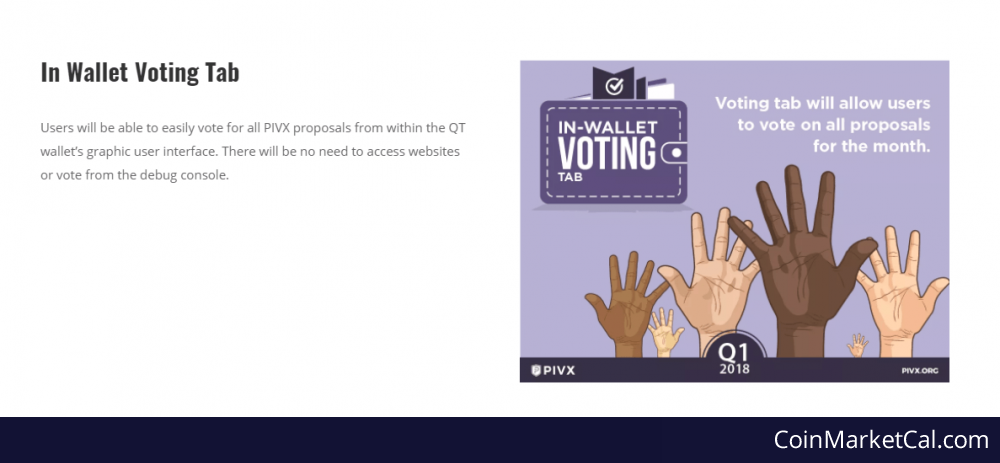 In Wallet Voting Tab
Users will be able to easily vote for all PIVX proposals from within the QT
wallet’s graphic user interface. There will be no need to access websites
or vote from the debug console.
IN-WALLET
VOTING
TAB
Voting tab will allow users
to vote on all proposals
for the month.
Q1
2018
PIVX
PIVX.ORG
CoinMarketCal.com